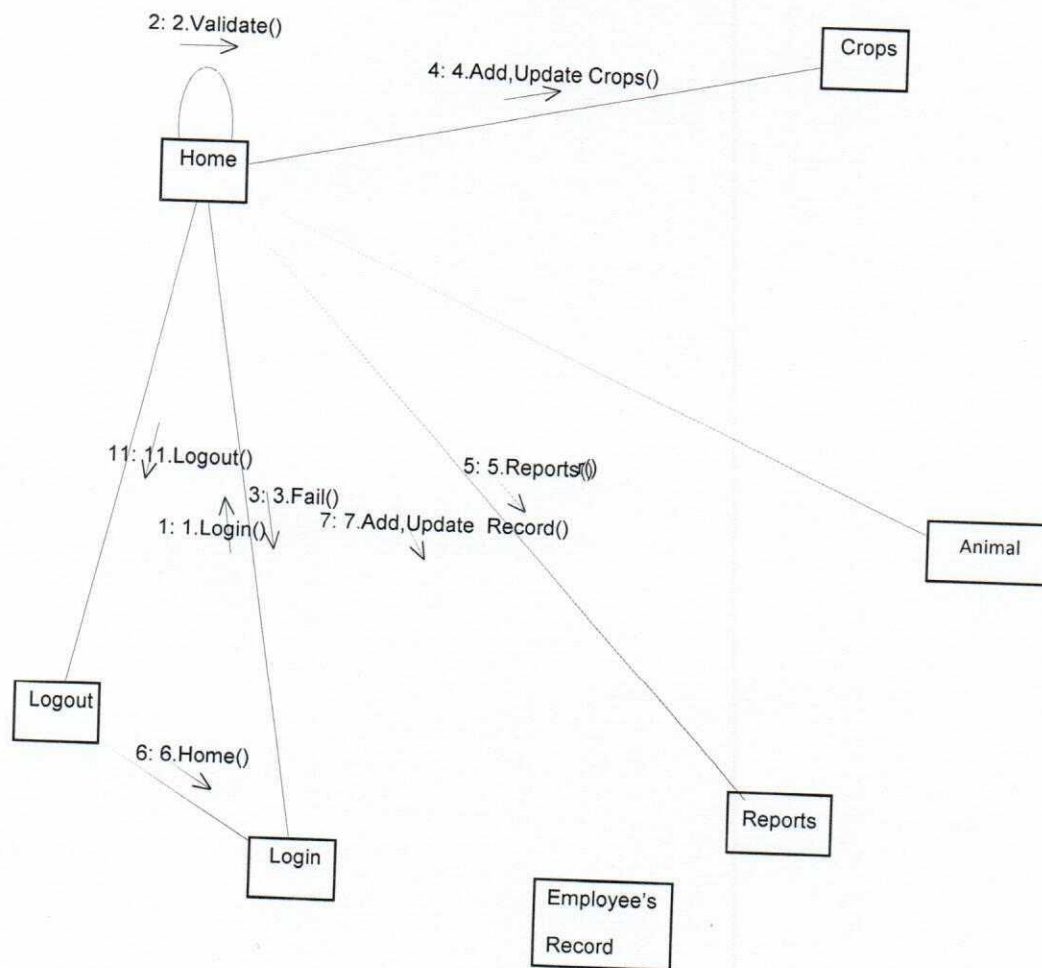 2: 2.Validate()
Crops
4: 4.Add,Update Crops()
Home
11: 11.Logout()
5: 5.Reports()
3: 3.Fail()
1: 1.Login()
7: 7.Add,Update Record()
Animal
Logout
6: 6.Home()
Reports
Login
Employee's
Record